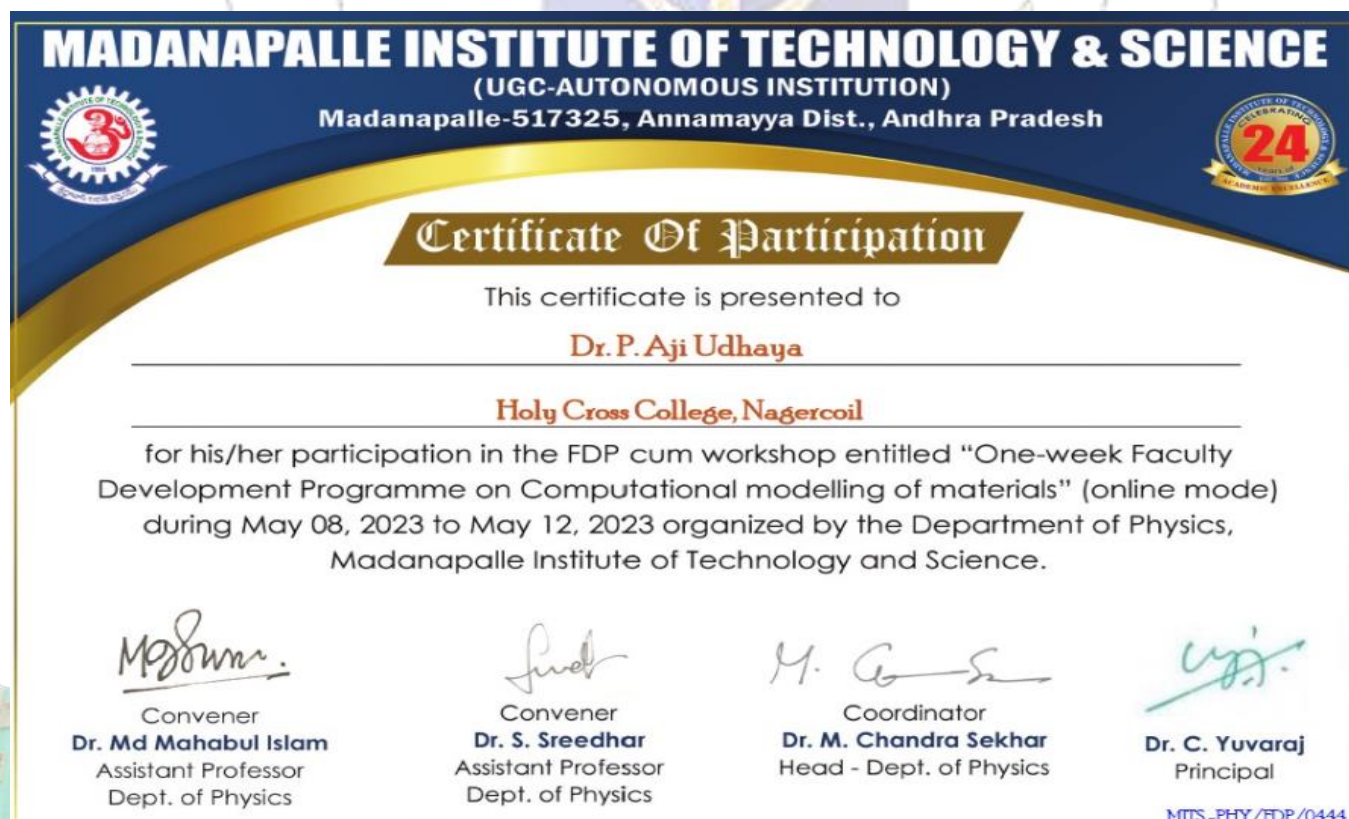 MADANAPALLE INSTITUTE OF TECHNOLOGY & SCIENCE
(UGC-AUTONOMOUS INSTITUTION)
Madanapalle-517325, Annamayya Dist., Andhra Pradesh
CELEBRATING
24
YEARS OF
ACADEMIC EXCELLENCE
Certificate Of Participation
This certificate is presented to
Dr. P. Aji Udhaya
Holy Cross College, Nagercoil
for his/her participation in the FDP cum workshop entitled “One-week Faculty
Development Programme on Computational modelling of materials” (online mode)
during May 08, 2023 to May 12, 2023 organized by the Department of Physics,
Madanapalle Institute of Technology and Science.
Convener
Dr. Md Mahabul Islam
Assistant Professor
Dept. of Physics
Convener
Dr. S. Sreedhar
Assistant Professor
Dept. of Physics
Coordinator
Dr. M. Chandra Sekhar
Head - Dept. of Physics
Dr. C. Yuvaraj
Principal
MITS-PHY/FDP/0444